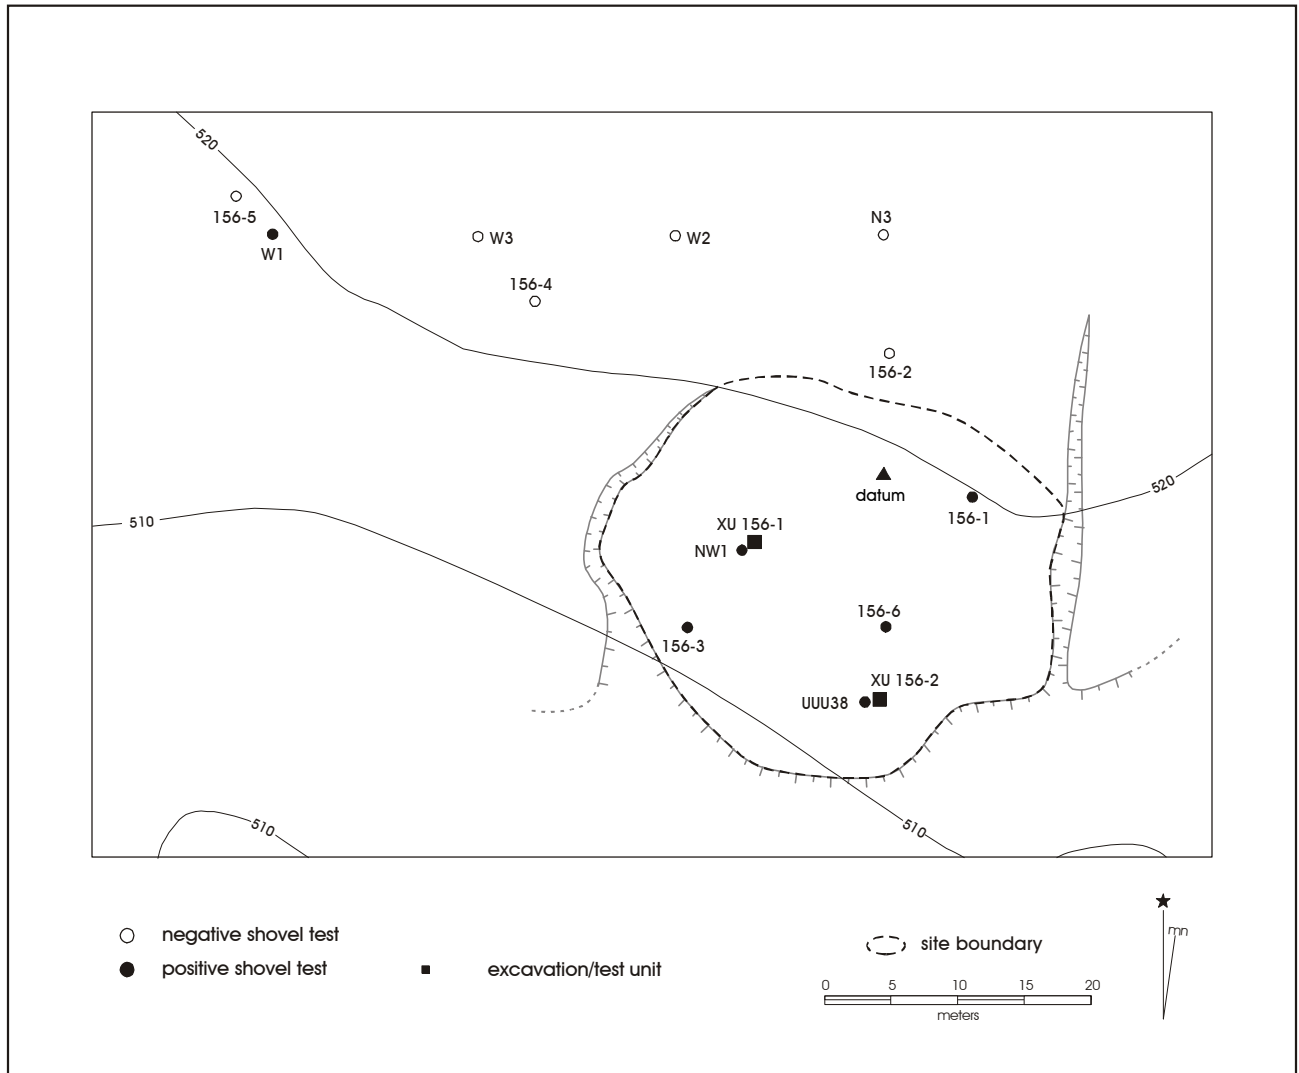 520
156-5
W1
W3
W2
N3
156-4
156-2
datum
520
156-1
510
XU 156-1
NW1
156-6
156-3
XU 156-2
UUU38
510
510
negative shovel test
positive shovel test
excavation/test unit
site boundary
0 5 10 15 20
meters
mn